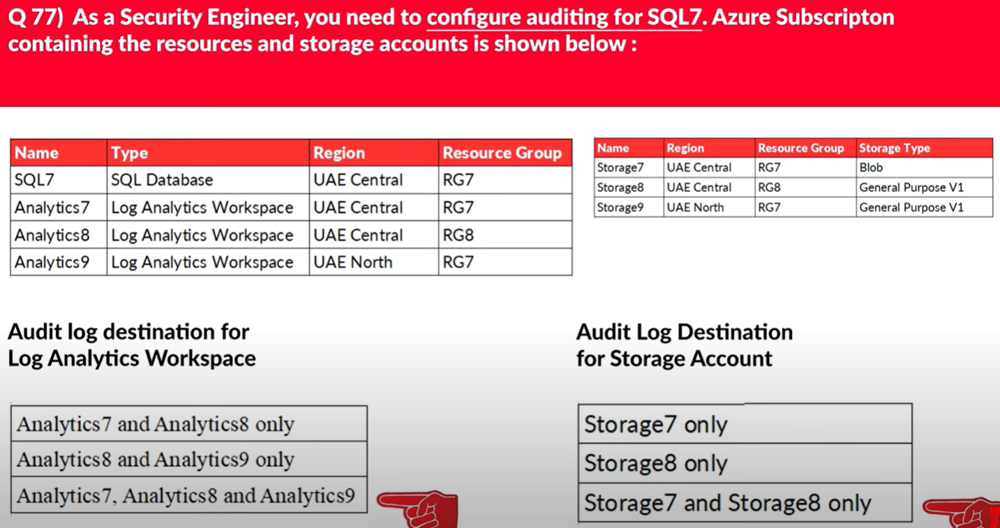 Q 77) As a Security Engineer, you need to configure auditing for SQL7. Azure Subscripton
containing the resources and storage accounts is shown below :
Name Type Region Resource Group
SQL7 SQL Database UAE Central RG7
Analytics7 Log Analytics Workspace UAE Central RG7
Analytics8 Log Analytics Workspace UAE Central RG8
Analytics9 Log Analytics Workspace UAE North RG7
Name Region Resource Group Storage Type
Storage7 UAE Central RG7 Blob
Storage8 UAE Central RG8 General Purpose V1
Storage9 UAE North RG7 General Purpose V1
Audit log destination for
Log Analytics Workspace
Analytics7 and Analytics8 only
Analytics8 and Analytics9 only
Analytics7, Analytics8 and Analytics9
Audit Log Destination
for Storage Account
Storage7 only
Storage8 only
Storage7 and Storage8 only